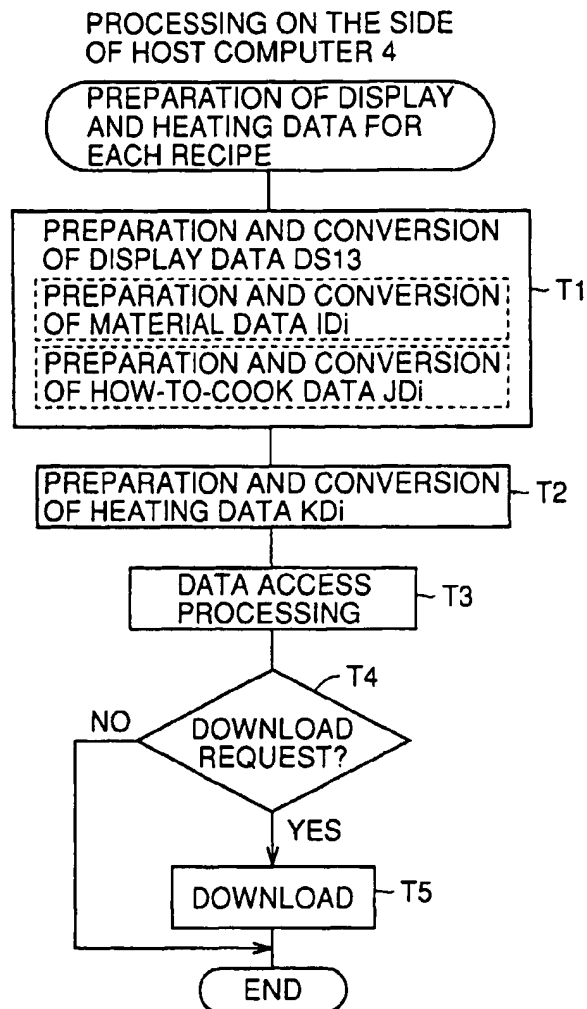 PROCESSING ON THE SIDE
OF HOST COMPUTER 4
PREPARATION OF DISPLAY
AND HEATING DATA FOR
EACH RECIPE
PREPARATION AND CONVERSION
OF DISPLAY DATA DS13
PREPARATION AND CONVERSION
OF MATERIAL DATA IDi
PREPARATION AND CONVERSION
OF HOW-TO-COOK DATA JDi
T1
PREPARATION AND CONVERSION
OF HEATING DATA KDi
T2
DATA ACCESS
PROCESSING
T3
T4
NO
DOWNLOAD
REQUEST?
YES
DOWNLOAD
T5
END